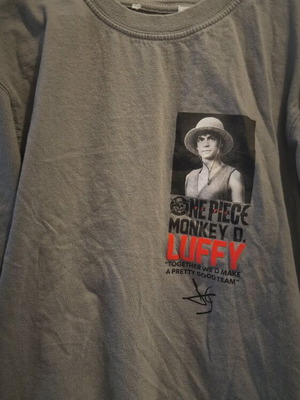 ONE PIECE
MONKEY D.
LUFFY
"TOGETHER WE'D MAKE
A PRETTY GOOD TEAM"